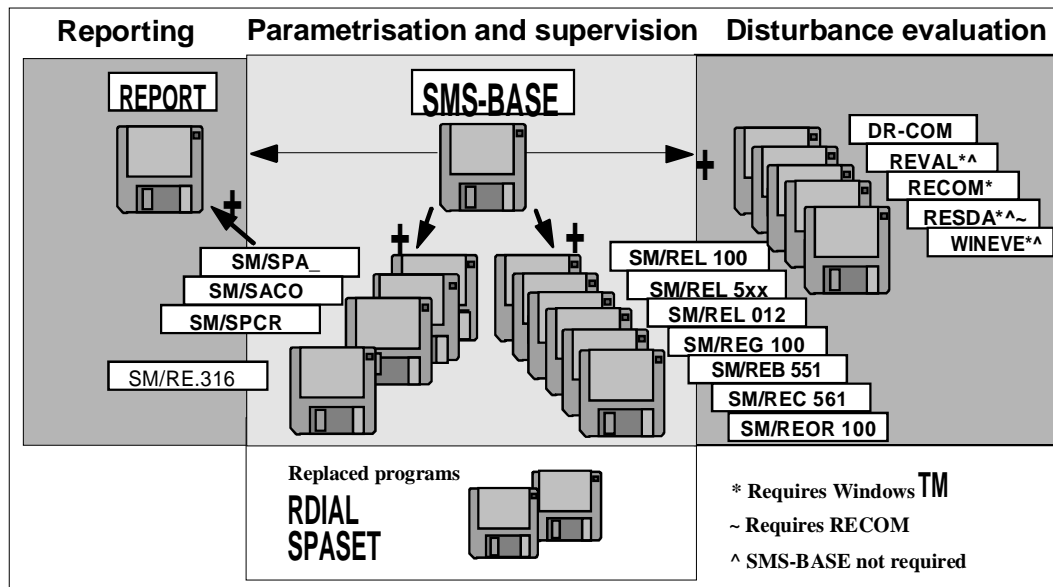 Reporting
Parametrisation and supervision
Disturbance evaluation
REPORT
SMS-BASE
DR-COM
REVAL*^
RECOM*
RESDA*^~
WINEVE*^
+
+
+
+
SM/SPA_
SM/SACO
SM/SPCR
SM/RE.316
SM/REL 100
SM/REL 5xx
SM/REL 012
SM/REG 100
SM/REB 551
SM/REC 561
SM/REOR 100
Replaced programs
RDIAL
SPASET
* Requires Windows TM
~ Requires RECOM
^ SMS-BASE not required